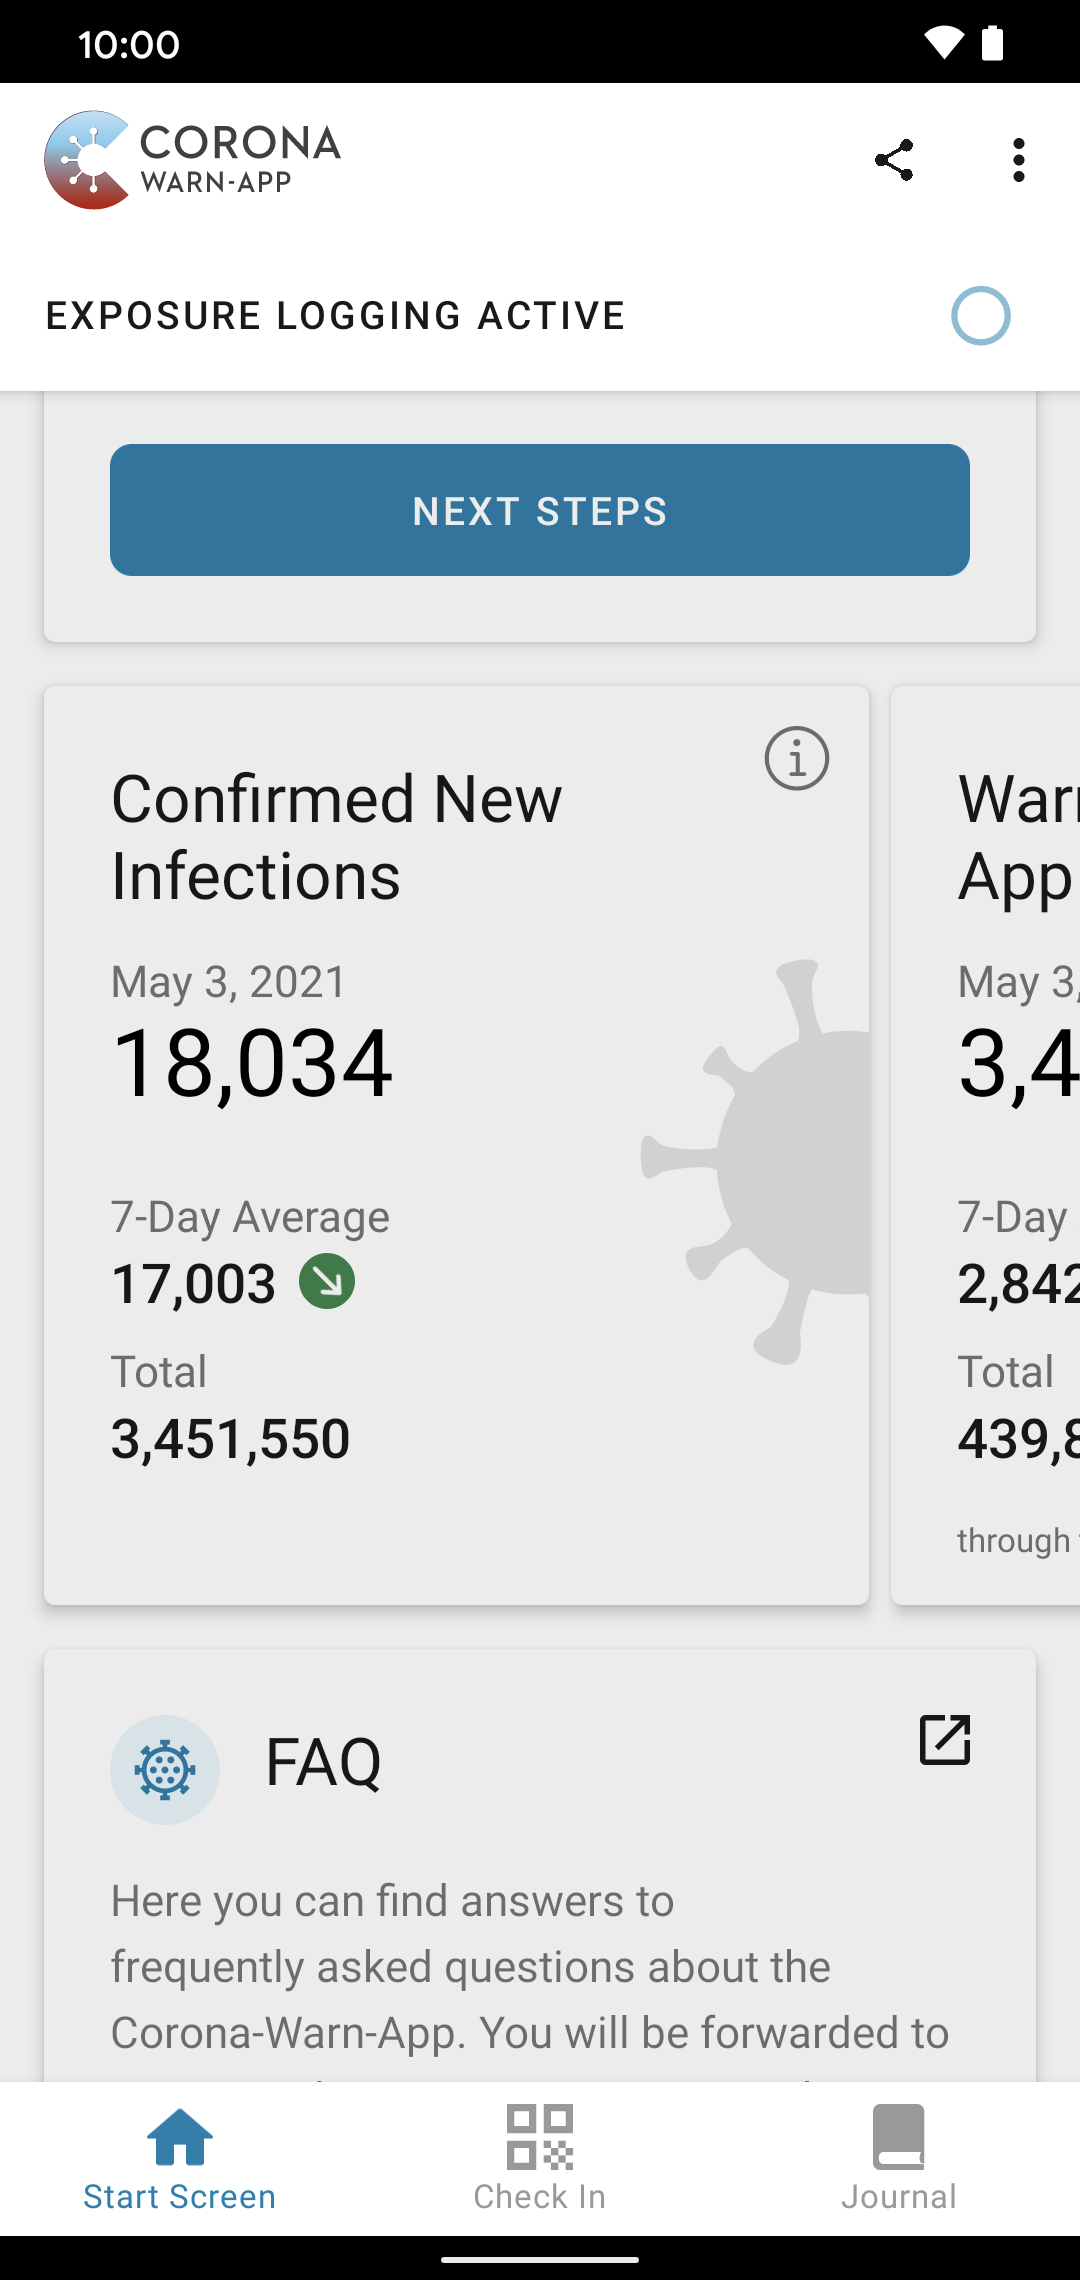 10:00
CORONA
WARN-APP
EXPOSURE LOGGING ACTIVE
NEXT STEPS
Confirmed New
Infections
May 3, 2021
18,034
7-Day Average
17,003
Total
3,451,550
App
May 3,
3,4
7-Day
2,842
Total
439,8
through
FAQ
Here you can find answers to
frequently asked questions about the
Corona-Warn-App. You will be forwarded to
Start Screen
Check In
Journal